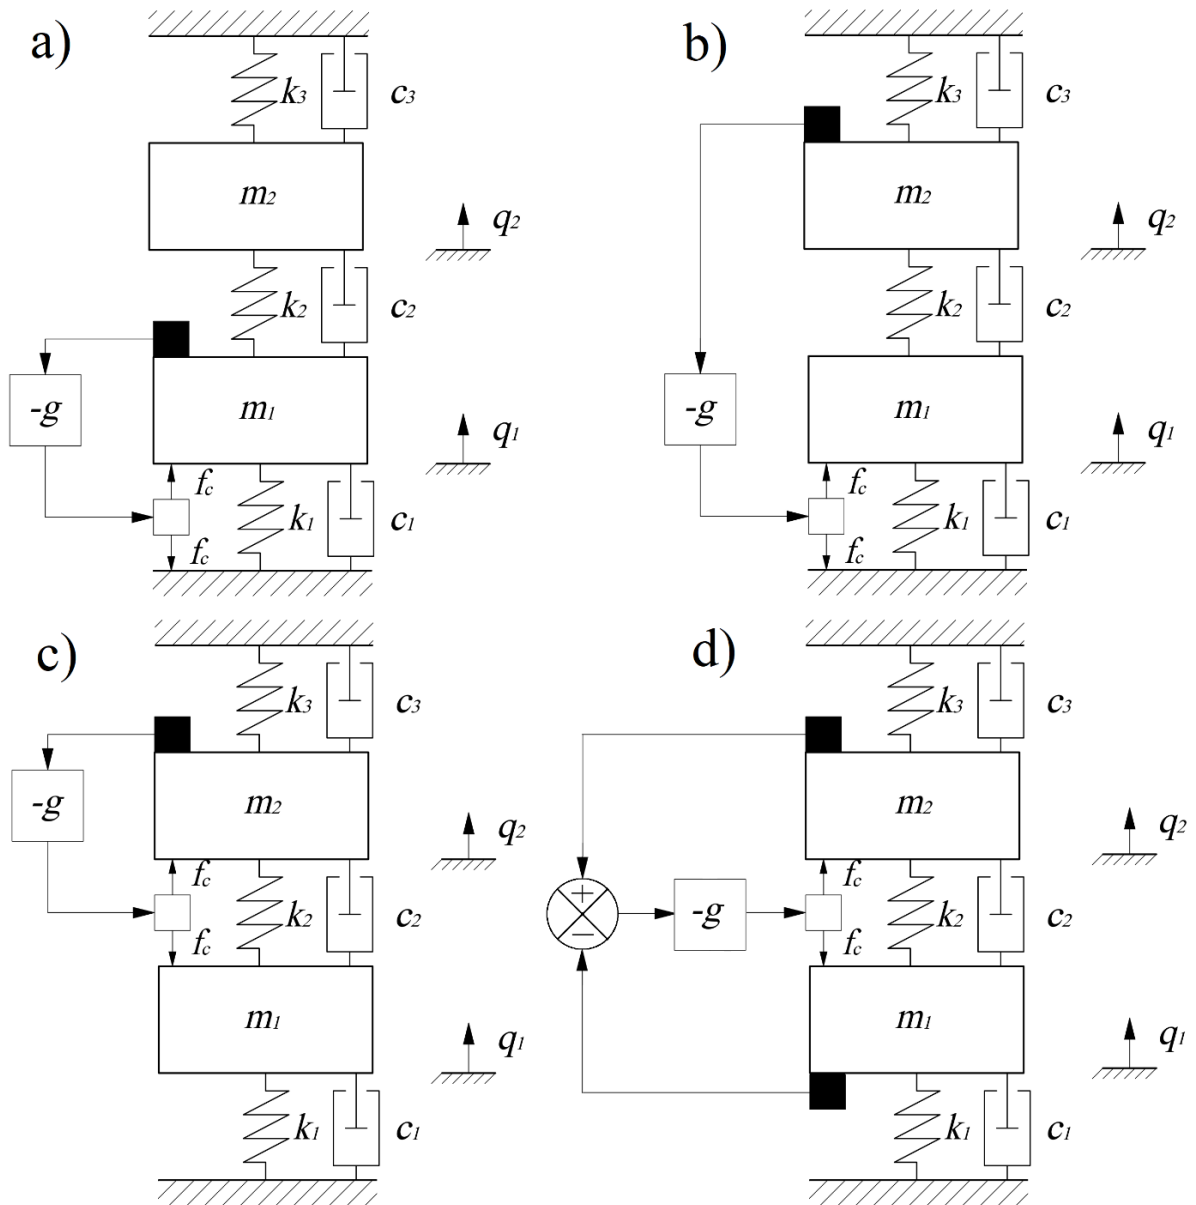 a)
k3 c3
m2
q2
k2 c2
-g
m1
q1
fc
k1 c1
fc
b)
k3 c3
m2
q2
k2 c2
-g
m1
q1
fc
k1 c1
fc
c)
k3 c3
-g
m2
q2
fc
k2 c2
fc
m1
q1
k1 c1
d)
k3 c3
m2
q2
fc
+
-g
k2 c2
−
fc
m1
q1
k1 c1